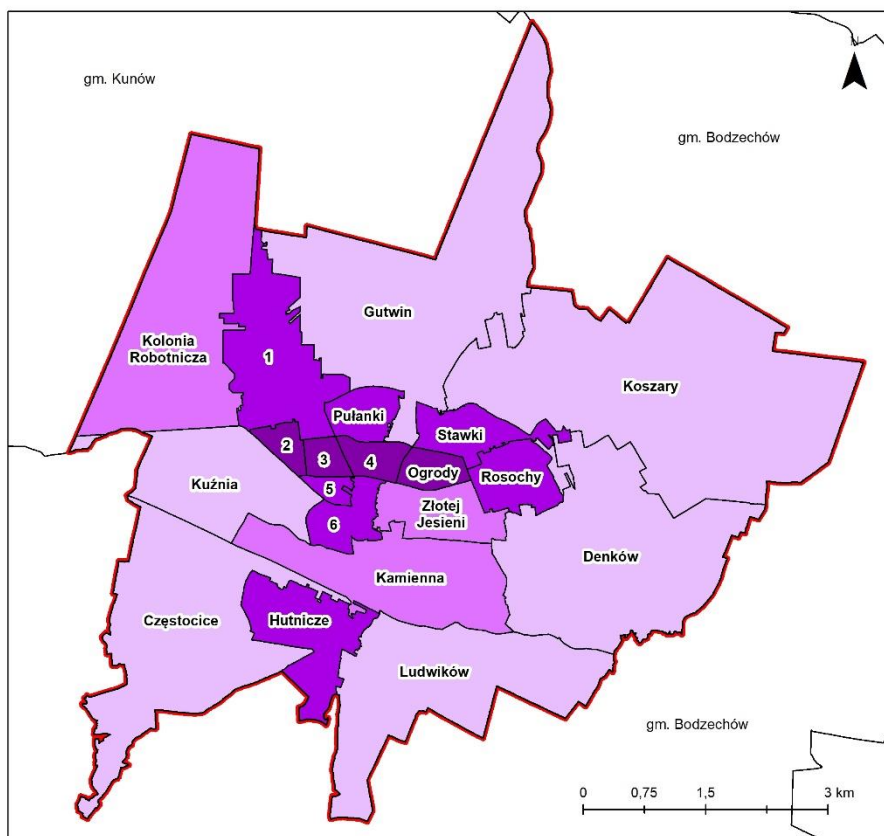 N
gm. Kunów
gm. Bodzechów
Gutwin
Kolonia
Robotnicza
1
Koszary
Pułanki
Stawki
2
3
4
Ogrody
Rosochy
Kuźnia
5
Złotej
Jesieni
6
Denków
Kamienna
Częstocice
Hutnicze
Ludwików
gm. Bodzechów
0
0,75
1,5
3 km